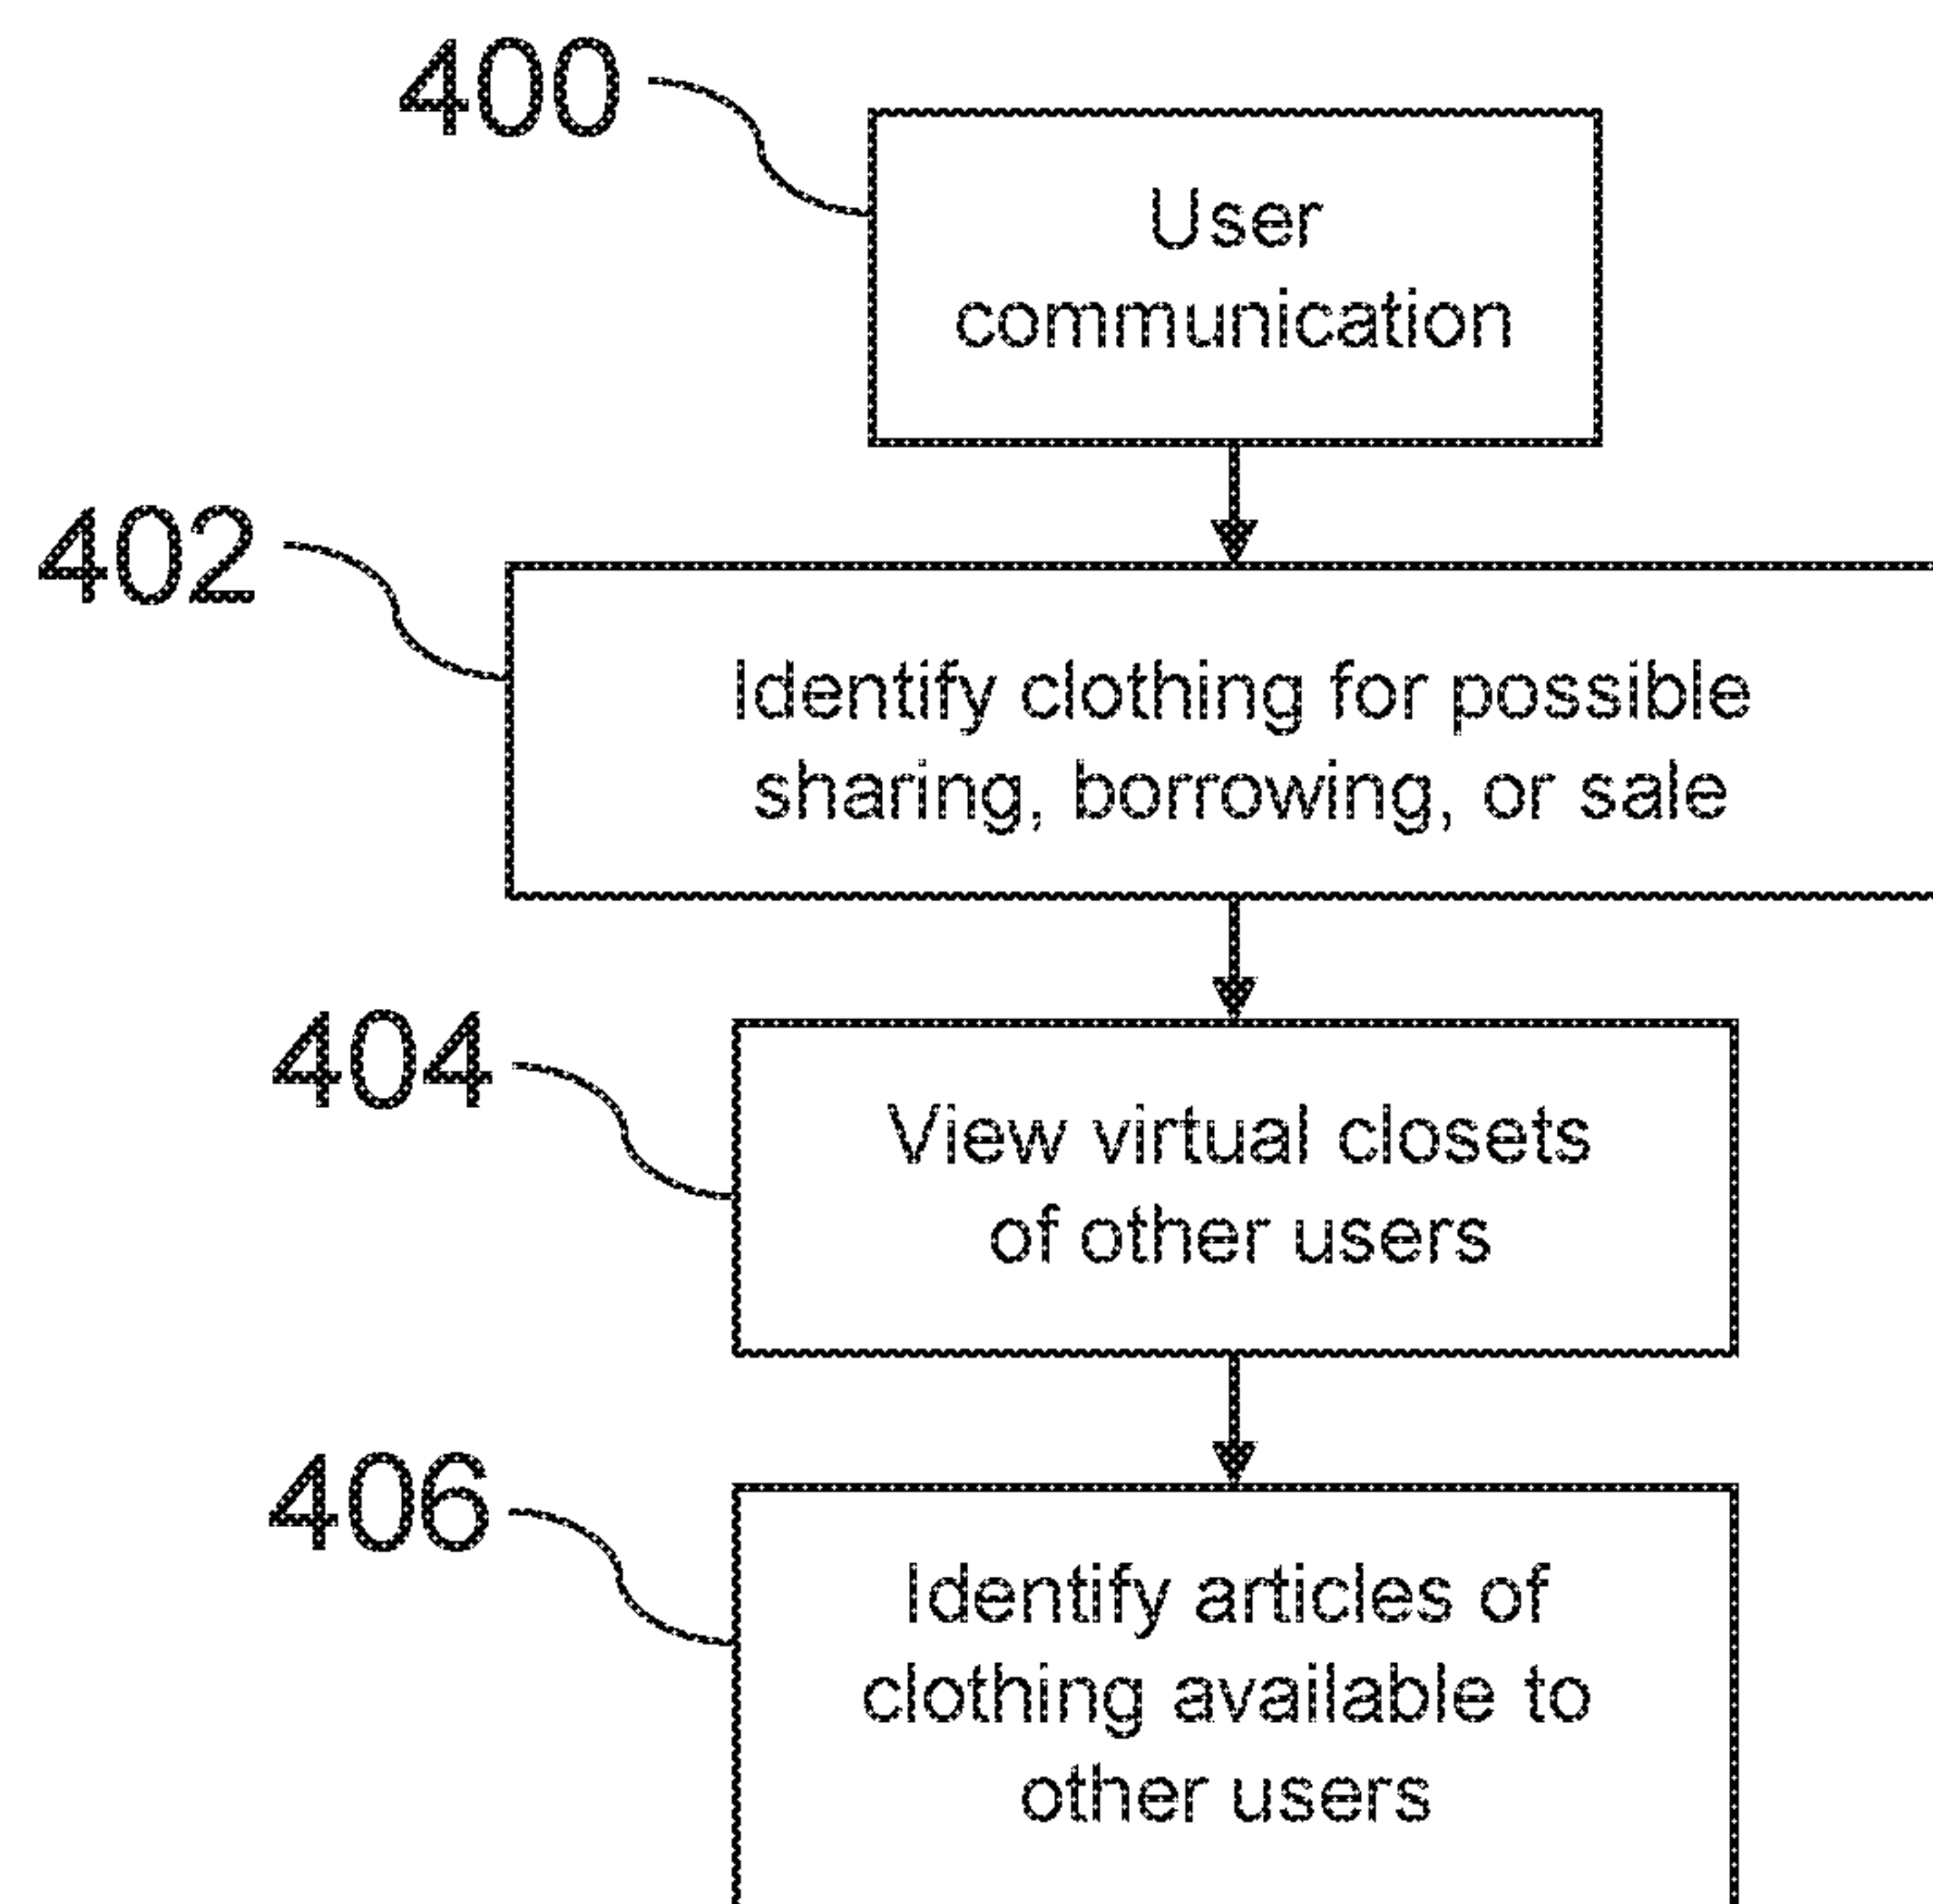 400
User
communication
402
Identify clothing for possible
sharing, borrowing, or sale
404
View virtual closets
of other users
406
Identify articles of
clothing available to
other users